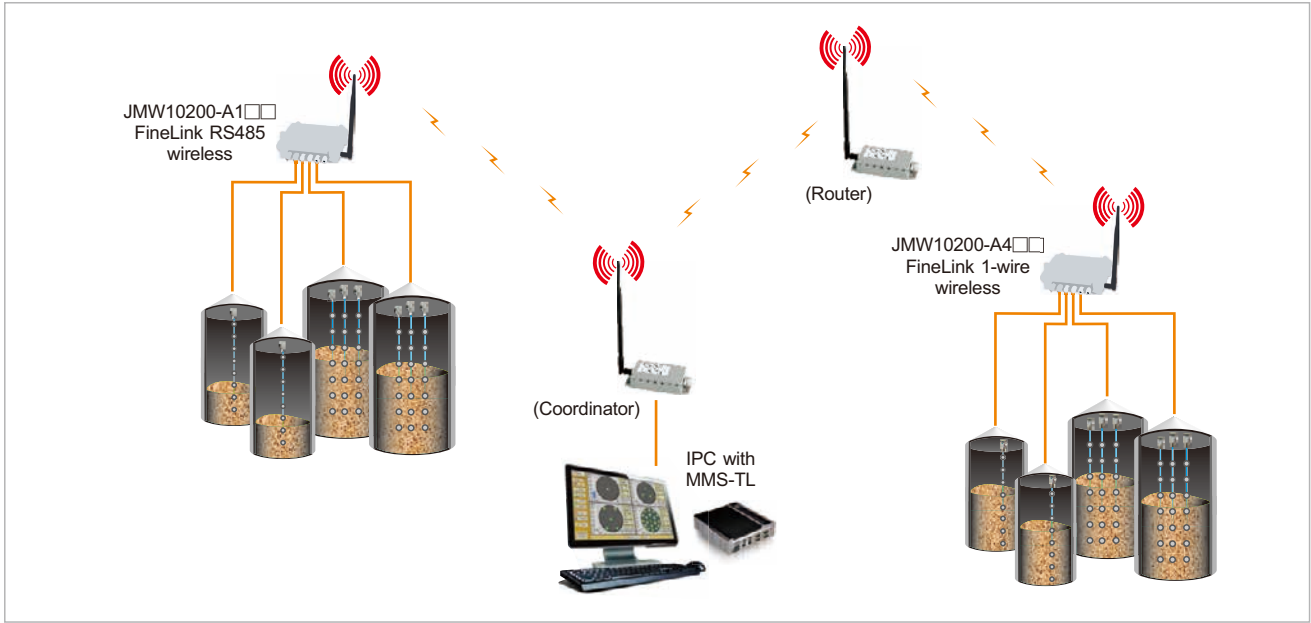 JMW10200-A1□□
FineLink RS485
wireless
(Router)
JMW10200-A4□□
FineLink 1-wire
wireless
(Coordinator)
IPC with
MMS-TL